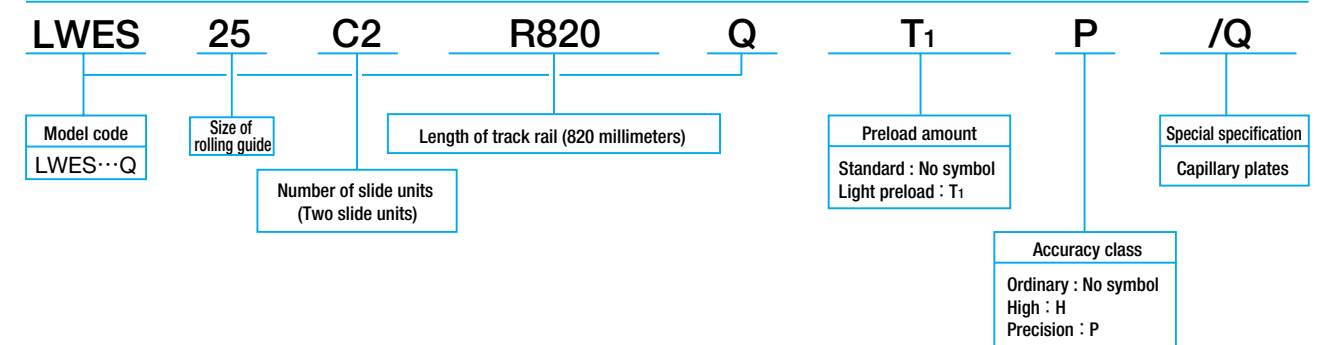 LWES 25 C2 R820 Q T1 P /Q
Model code
LWES···Q
Size of
rolling guide
Number of slide units
(Two slide units)
Length of track rail (820 millimeters)
Preload amount
Standard : No symbol
Light preload : T1
Accuracy class
Ordinary : No symbol
High : H
Precision : P
Special specification
Capillary plates